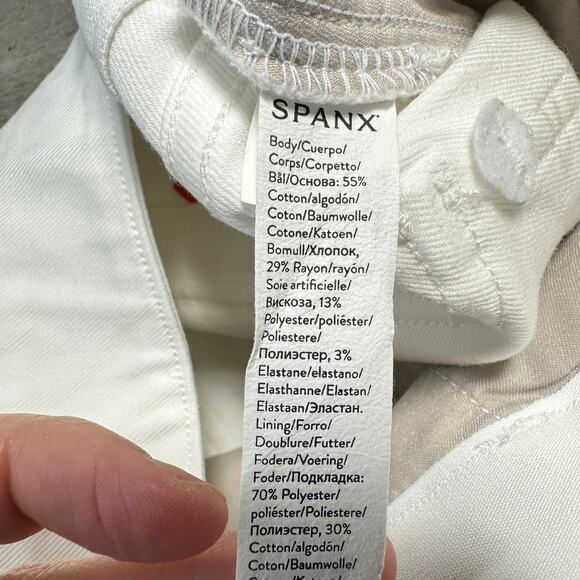 SPANX
Body/Cuerpo/
Corps/Corpetto/
Bål/Основа: 55%
Cotton/algodón/
Coton/Baumwolle/
Cotone/Katoen/
Bomull/Хлопок,
29% Rayon/rayón/
Soie artificielle/
Вискоза, 13%
Polyester/poliéster/
Poliestere/
Полиэстер, 3%
Elastane/elastano/
Elasthanne/Elastan/
Elastaan/Эластан.
Lining/Forro/
Doublure/Futter/
Fodera/Voering/
Foder/Подкладка:
70% Polyester/
poliéster/Poliestere/
Полиэстер, 30%
Cotton/algodón/
Coton/Baumwolle/